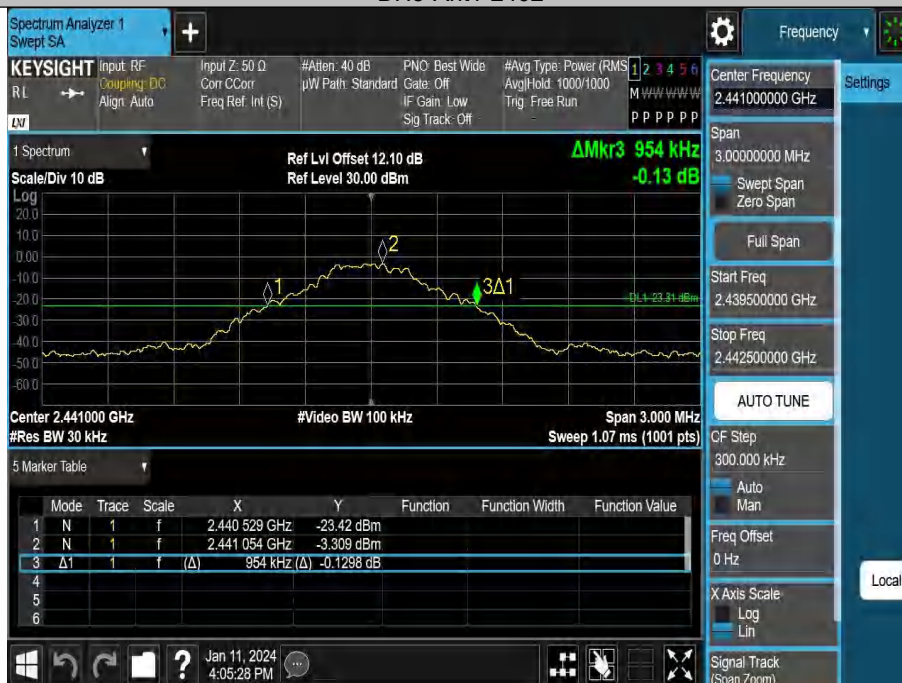 Spectrum Analyzer 1
Swept SA
+
Frequency
KEYSIGHT
RL
LXI
Input: RF
Coupling: DC
Align: Auto
Input Z: 50 Ω
Corr CCorr
Freq Ref: Int (S)
#Atten: 40 dB
µW Path: Standard
PNO: Best Wide
Gate: Off
IF Gain: Low
Sig Track: Off
#Avg Type: Power (RMS
Avg|Hold: 1000/1000
Trig: Free Run
1 2 3 4 5 6
M W W W W W
P P P P P P
Center Frequency
2.441000000 GHz
Settings
Span
3.00000000 MHz
Swept Span
Zero Span
Full Span
Start Freq
2.439500000 GHz
Stop Freq
2.442500000 GHz
AUTO TUNE
CF Step
300.000 kHz
Auto
Man
Freq Offset
0 Hz
X Axis Scale
Log
Lin
Signal Track
(Span Zoom)
Local
1 Spectrum
Scale/Div 10 dB
Log
Ref Lvl Offset 12.10 dB
Ref Level 30.00 dBm
ΔMkr3 954 kHz
-0.13 dB
20.0
10.0
0.00
-10.0
-20.0
-30.0
-40.0
-50.0
-60.0
1
2
3Δ1
DL1 -23.31 dBm
Center 2.441000 GHz
#Video BW 100 kHz
Span 3.000 MHz
#Res BW 30 kHz
Sweep 1.07 ms (1001 pts)
5 Marker Table
Mode Trace Scale X Y Function Function Width Function Value
1 N 1 f 2.440 529 GHz -23.42 dBm
2 N 1 f 2.441 054 GHz -3.309 dBm
3 Δ1 1 f (Δ) 954 kHz (Δ) -0.1298 dB
4
5
6
?
Jan 11, 2024
4:05:28 PM